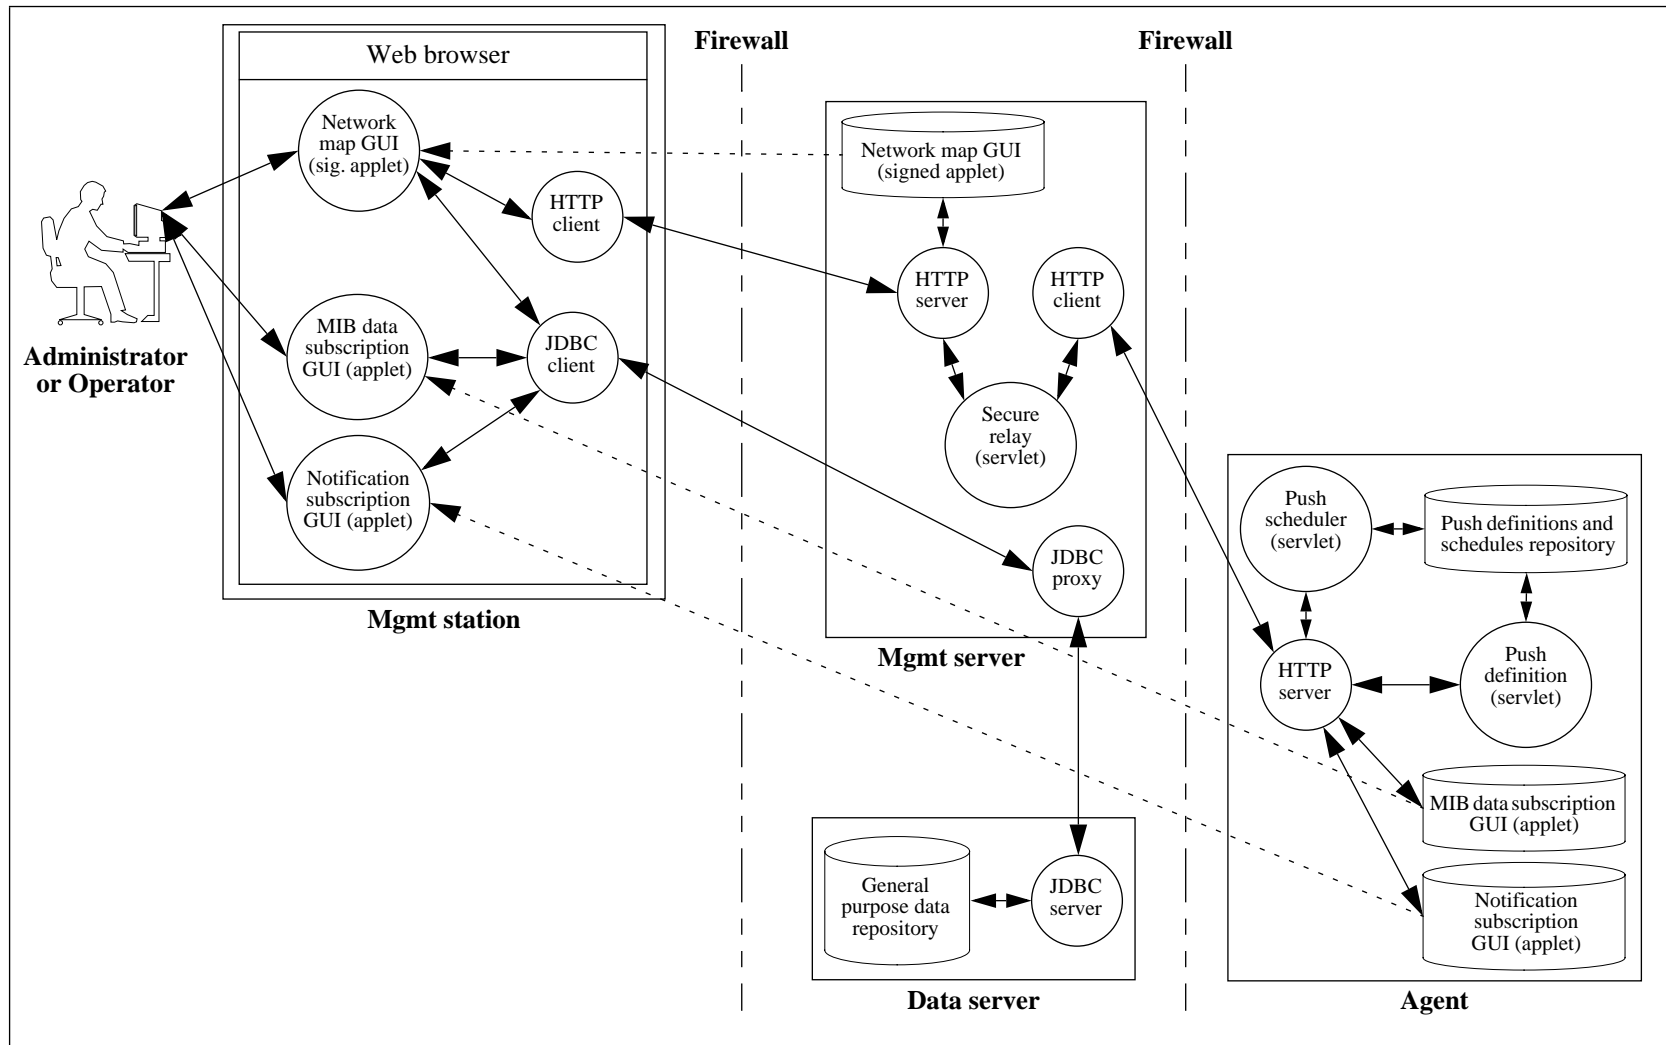 Web browser
Firewall
Firewall
Network
map GUI
(sig. applet)
HTTP
client
MIB data
subscription
GUI (applet)
JDBC
client
Notification
subscription
GUI (applet)
Administrator
or Operator
Mgmt station
Network map GUI
(signed applet)
HTTP
server
HTTP
client
Secure
relay
(servlet)
JDBC
proxy
Mgmt server
General
purpose data
repository
JDBC
server
Data server
Push
scheduler
(servlet)
Push definitions and
schedules repository
HTTP
server
Push
definition
(servlet)
MIB data subscription
GUI (applet)
Notification
subscription
GUI (applet)
Agent